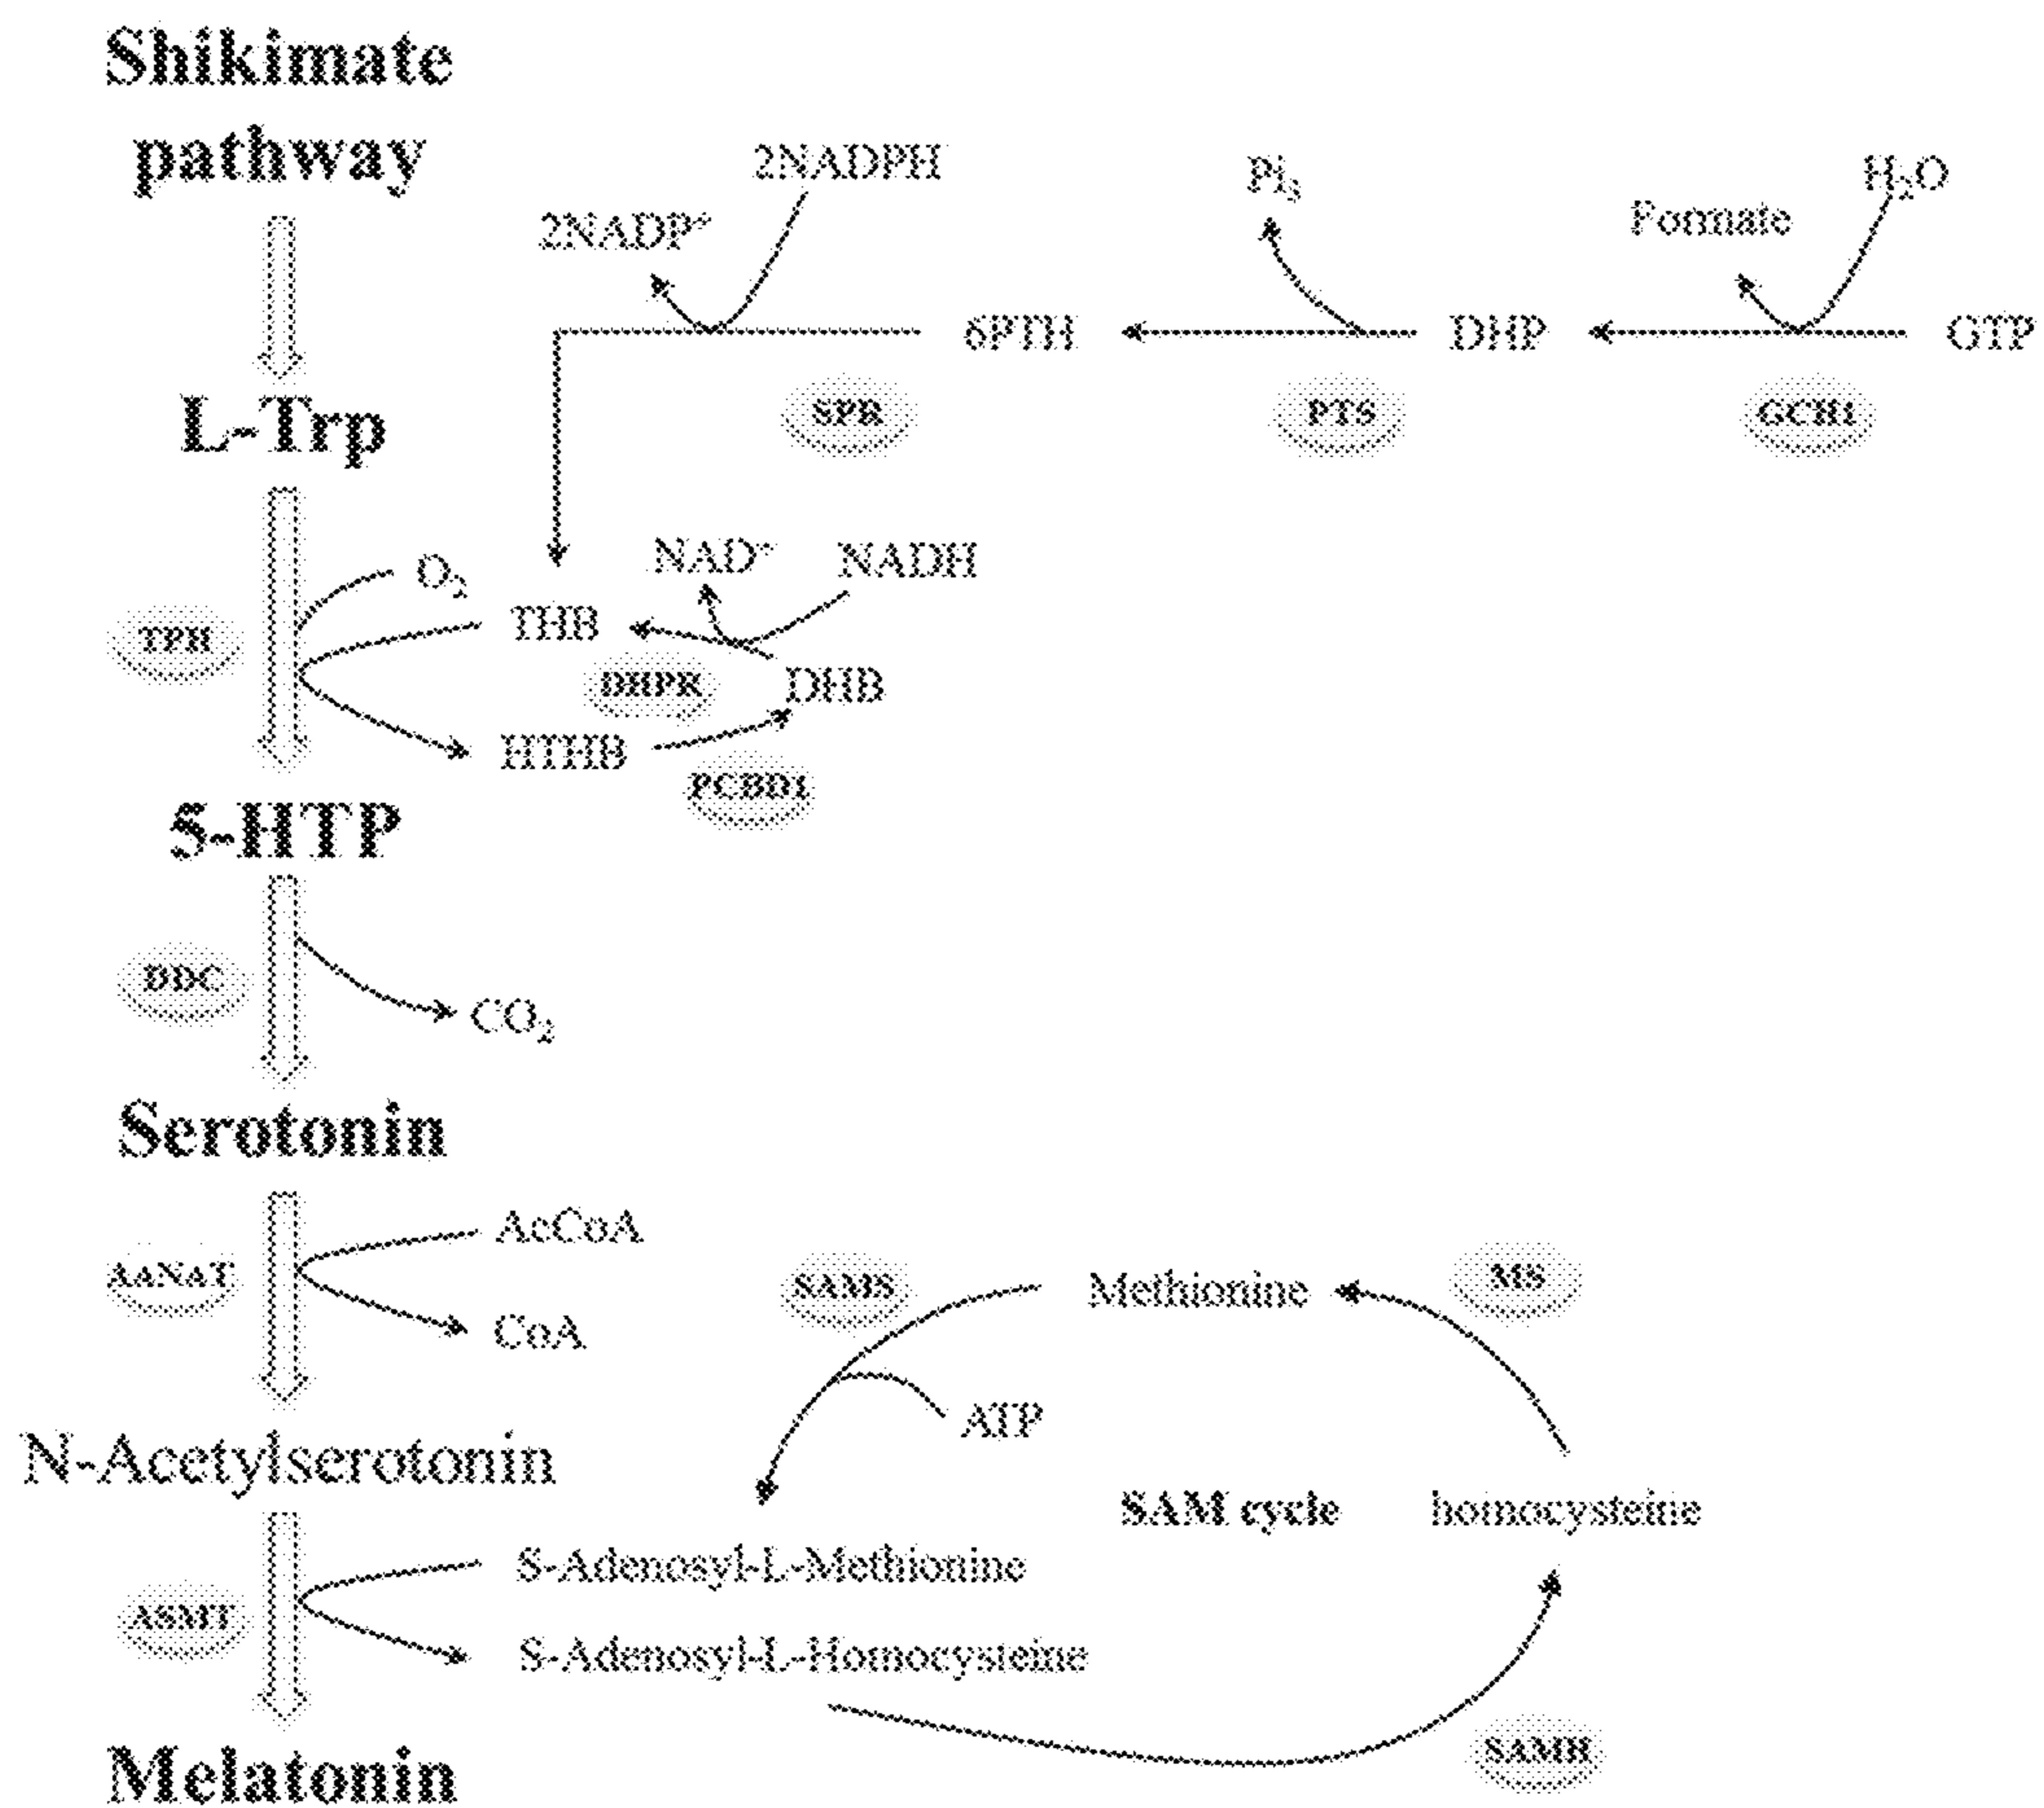 Shikimate
pathway
2NADPH
2NADP+
Pi3
H2O
Formate
6PTH
DHP
GTP
SPR
PTS
GCH1
L-Trp
O2
NAD+
NADH
THB
TPH
DHPR
DHB
HTHB
PCBD1
5-HTP
DDC
CO2
Serotonin
AcCoA
AANAT
CoA
SAMS
Methionine
MS
ATP
N-Acetylserotonin
SAM cycle
homocysteine
S-Adenosyl-L-Methionine
ASMT
S-Adenosyl-L-Homocysteine
SAMH
Melatonin